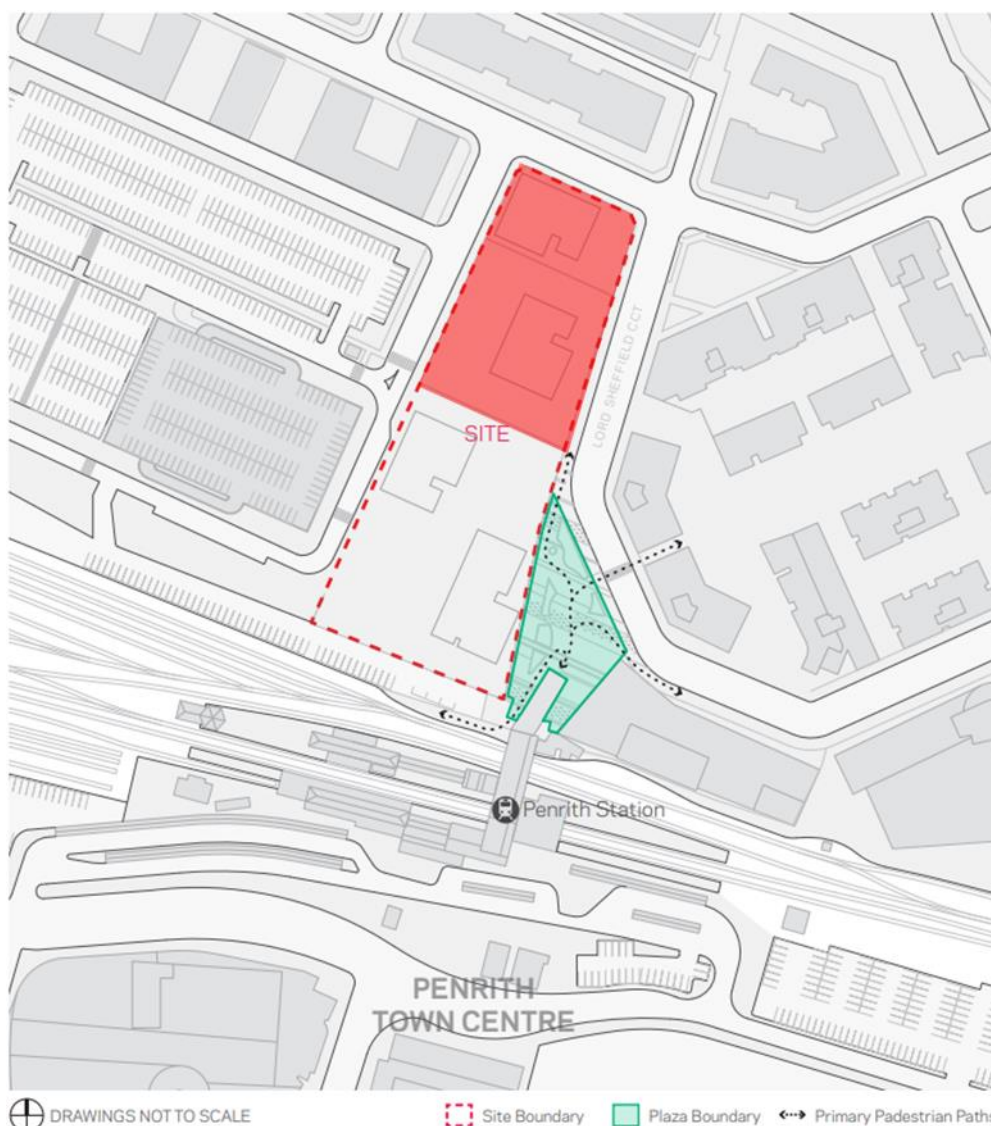 LORD SHEFFIELD CCT
SITE
Penrith Station
PENRITH
TOWN CENTRE
DRAWINGS NOT TO SCALE
Site Boundary
Plaza Boundary
Primary Padestrian Paths